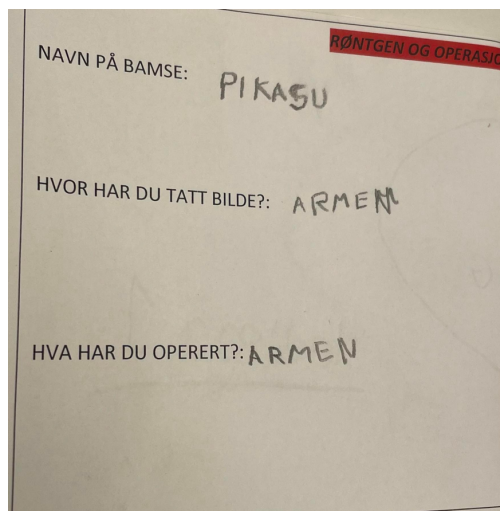 RØNTGEN OG OPERASJO
NAVN PÅ BAMSE: PIKASU
HVOR HAR DU TATT BILDE?: ARMEN
HVA HAR DU OPERERT?: ARMEN